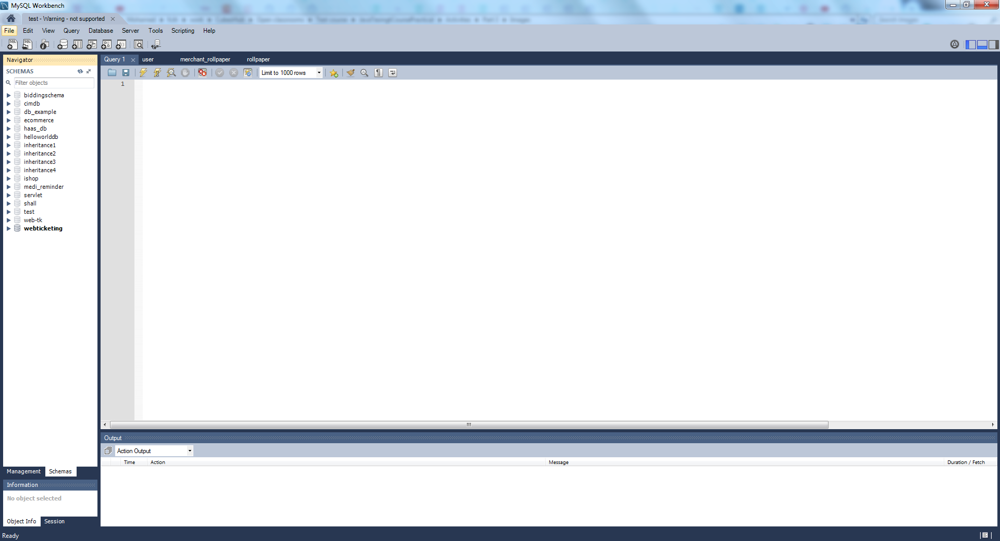 MySQL Workbench
test - Warning - not supported
File Edit View Query Database Server Tools Scripting Help
Navigator
SCHEMAS
Filter objects
biddingschema
cimdb
db_example
ecommerce
haas_db
helloworlddb
inheritance1
inheritance2
inheritance3
inheritance4
ishop
medi_reminder
servlet
shall
test
web-tk
webticketing
Management Schemas
Information
No object selected
Object Info Session
Query 1 user merchant_rollpaper rollpaper
Limit to 1000 rows
1
Output
Action Output
Time Action Message Duration / Fetch
Ready